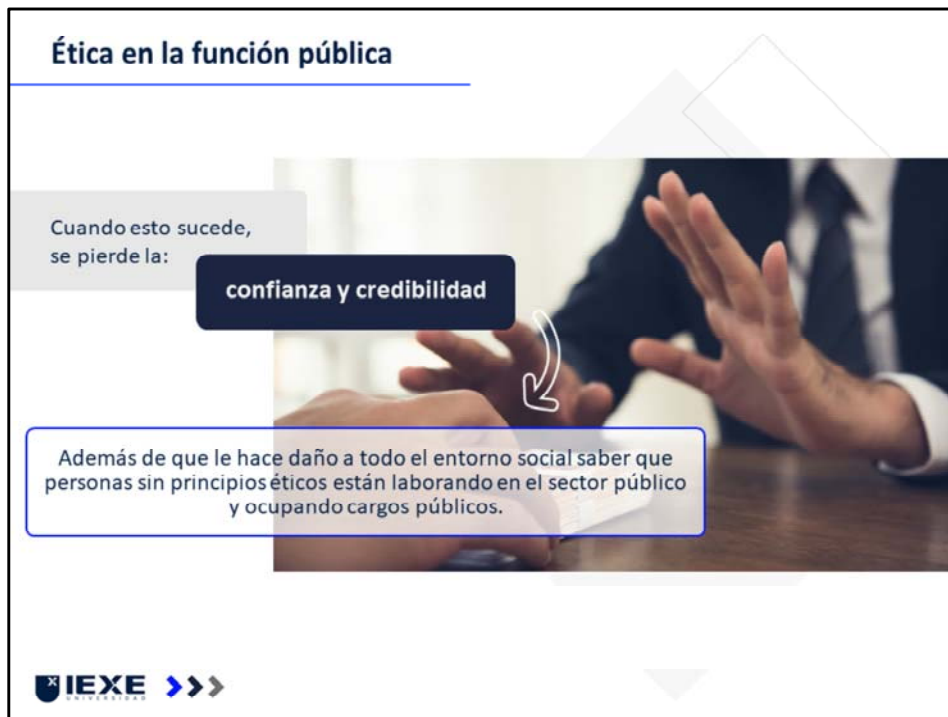 Ética en la función pública
Cuando esto sucede,
se pierde la:
confianza y credibilidad
Además de que le hace daño a todo el entorno social saber que
personas sin principios éticos están laborando en el sector público
y ocupando cargos públicos.
IEXE
UNIVERSIDAD